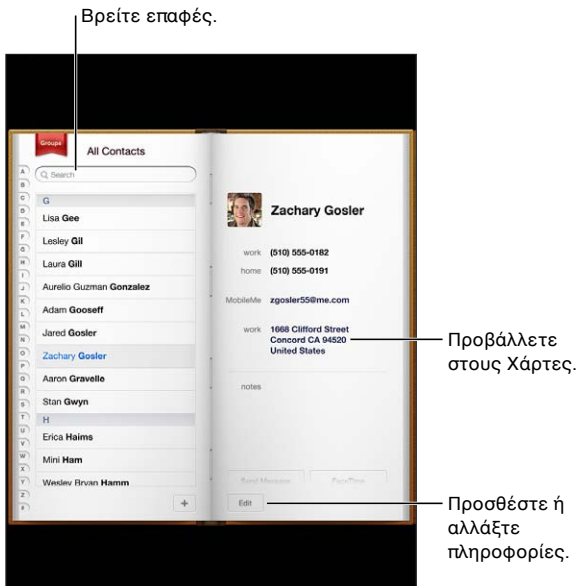 Βρείτε επαφές.
Groups
All Contacts
Search
A
B
C
D
E
F
G
H
I
J
K
L
M
N
O
P
Q
R
S
T
U
V
W
X
Y
Z
#
G
Lisa Gee
Lesley Gil
Laura Gill
Aurelio Guzman Gonzalez
Adam Gooseff
Jared Gosler
Zachary Gosler
Aaron Gravelle
Stan Gwyn
H
Erica Haims
Mini Ham
Wesley Bryan Hamm
+
Zachary Gosler
work (510) 555-0182
home (510) 555-0191
MobileMe zgosler55@me.com
work 1668 Clifford Street
Concord CA 94520
United States
notes
Send Message FaceTime
Edit
Προβάλλετε
στους Χάρτες.
Προσθέστε ή
αλλάξτε
πληροφορίες.